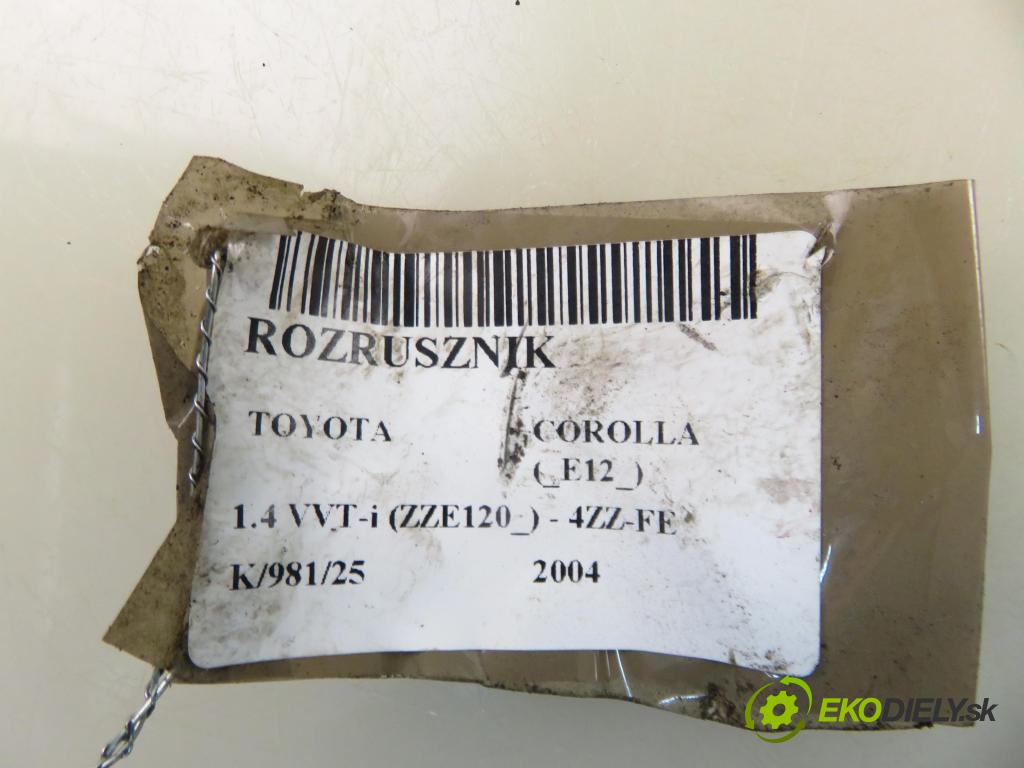 ROZRUSZNIK
TOYOTA COROLLA
(_E12_)
1.4 VVT-i (ZZE120_) - 4ZZ-FE
K/981/25 2004
EKODIELY.sk